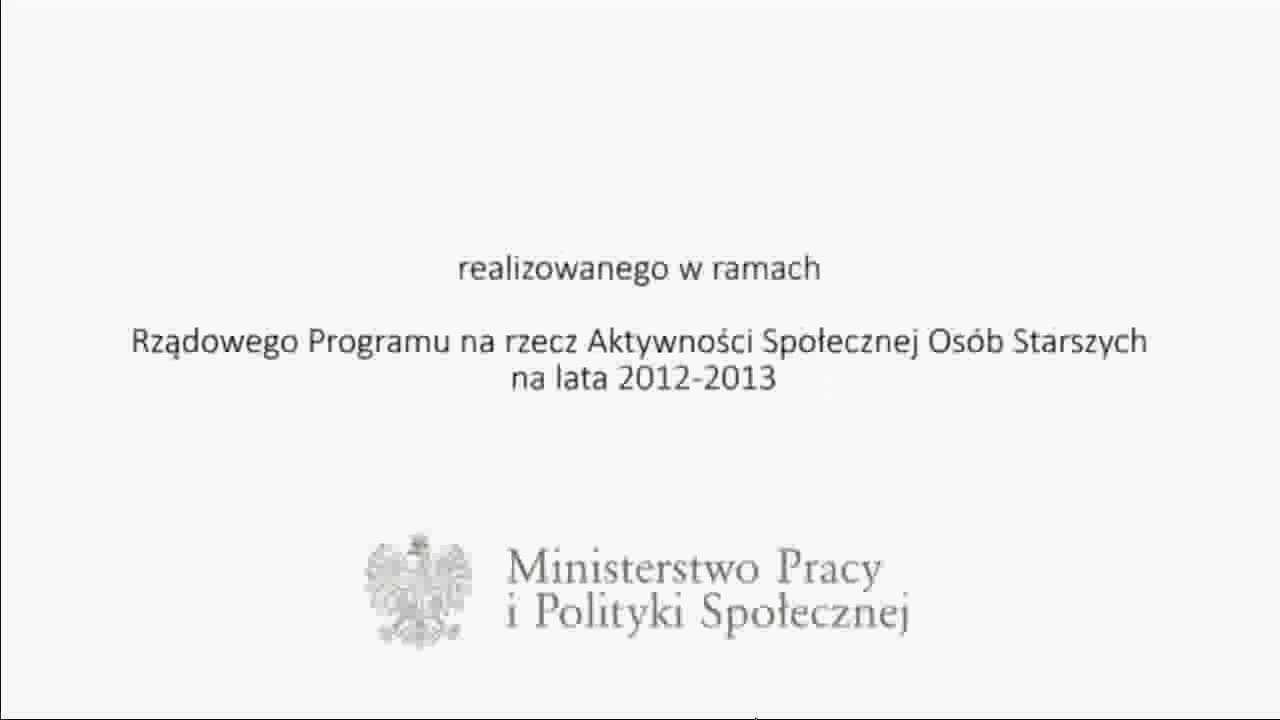 realizowanego w ramach
Rządowego Programu na rzecz Aktywności Społecznej Osób Starszych
na lata 2012-2013
Ministerstwo Pracy
i Polityki Społecznej